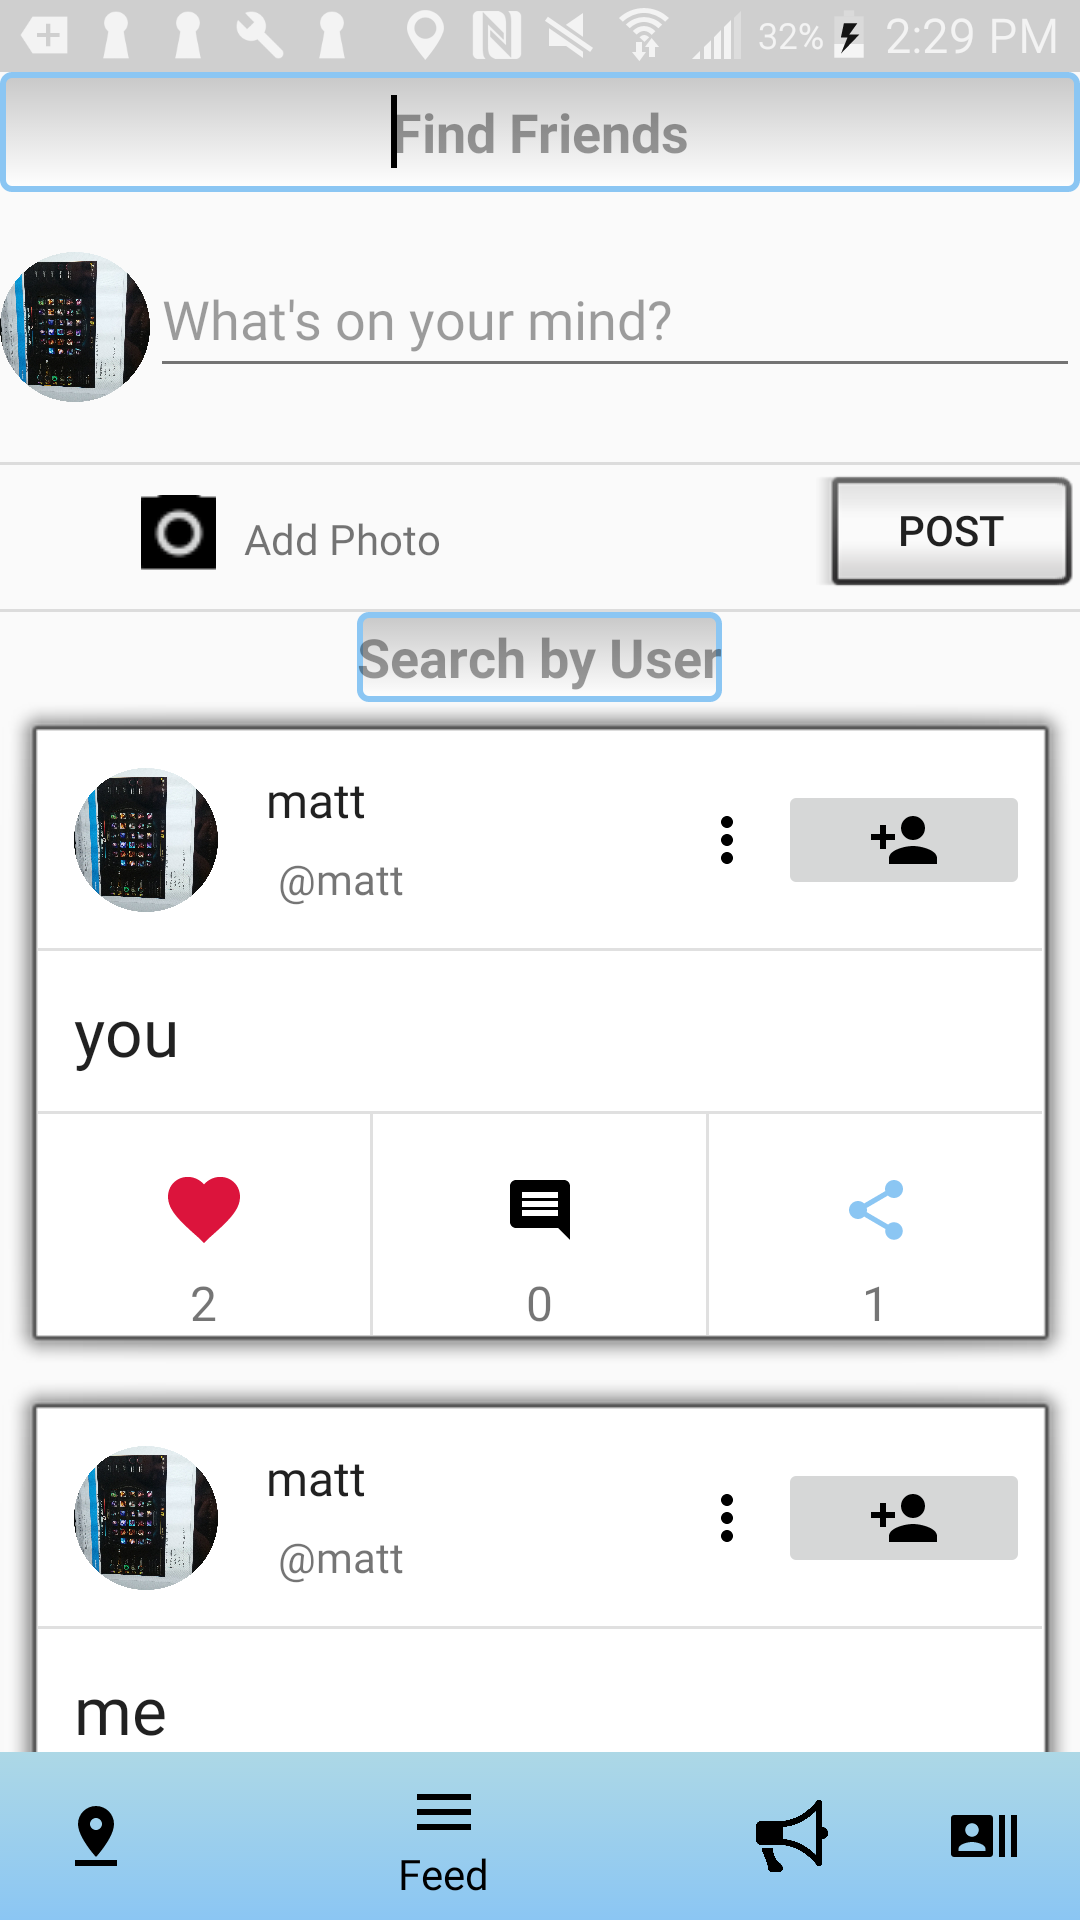 32% 2:29 PM
Find Friends
What's on your mind?
Add Photo
POST
Search by User
matt
@matt
you
2 0 1
matt
@matt
me
Feed